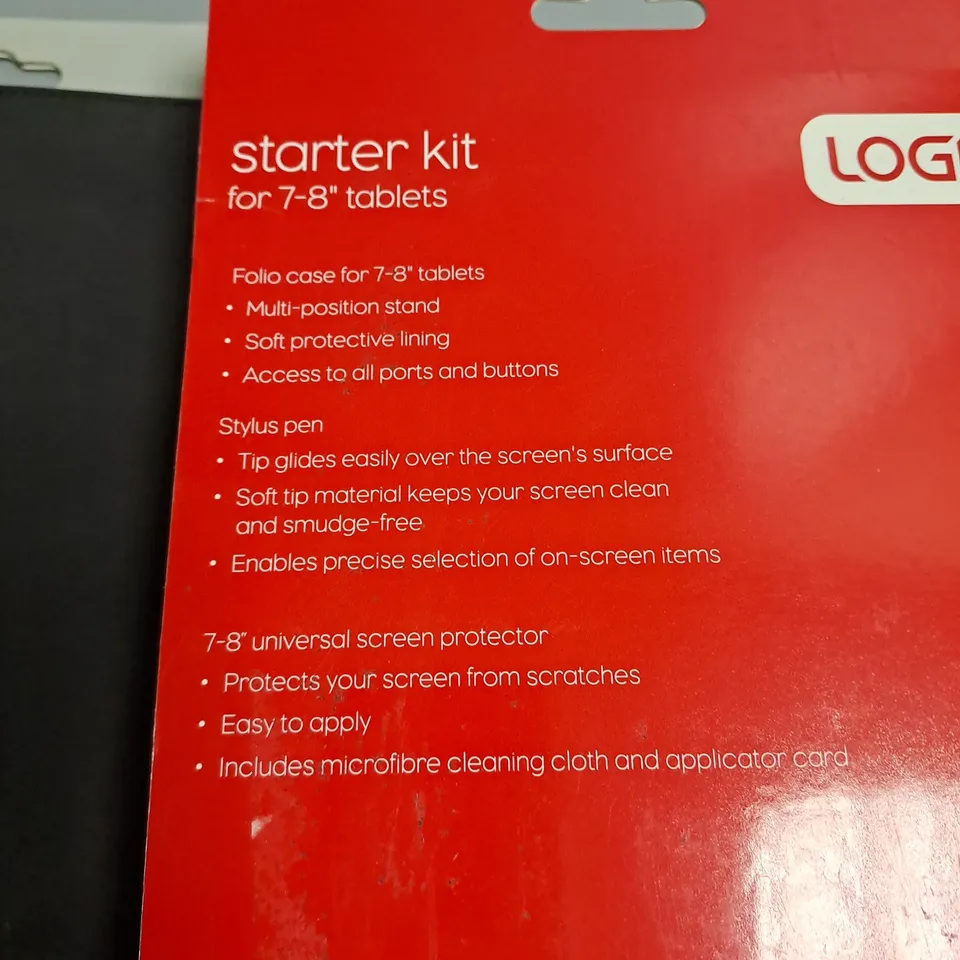 starter kit
for 7-8" tablets
LOG
Folio case for 7-8" tablets
• Multi-position stand
• Soft protective lining
• Access to all ports and buttons
Stylus pen
• Tip glides easily over the screen's surface
• Soft tip material keeps your screen clean
and smudge-free
• Enables precise selection of on-screen items
7-8" universal screen protector
• Protects your screen from scratches
• Easy to apply
• Includes microfibre cleaning cloth and applicator card